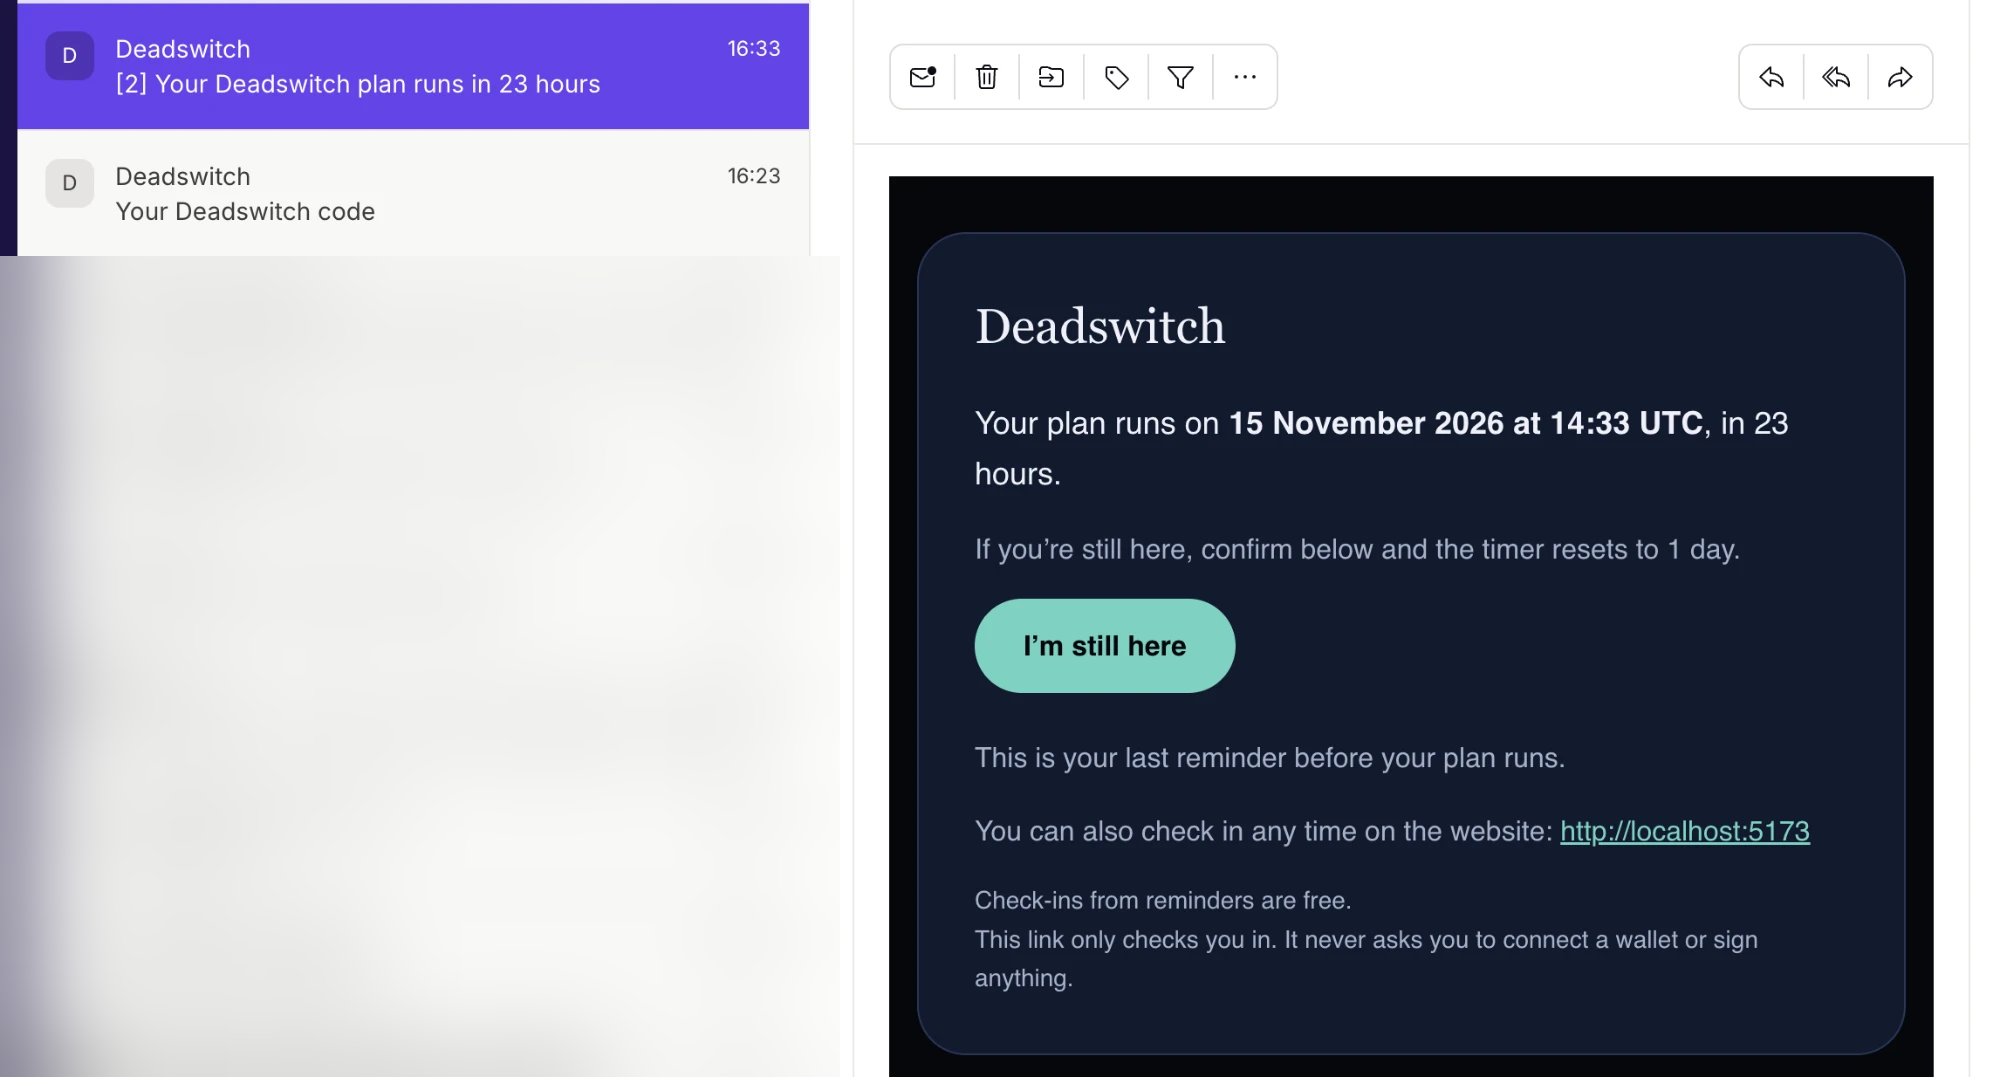 D
Deadswitch
16:33
[2] Your Deadswitch plan runs in 23 hours
D
Deadswitch
16:23
Your Deadswitch code
Deadswitch
Your plan runs on 15 November 2026 at 14:33 UTC, in 23
hours.
If you’re still here, confirm below and the timer resets to 1 day.
I’m still here
This is your last reminder before your plan runs.
You can also check in any time on the website: http://localhost:5173
Check-ins from reminders are free.
This link only checks you in. It never asks you to connect a wallet or sign
anything.